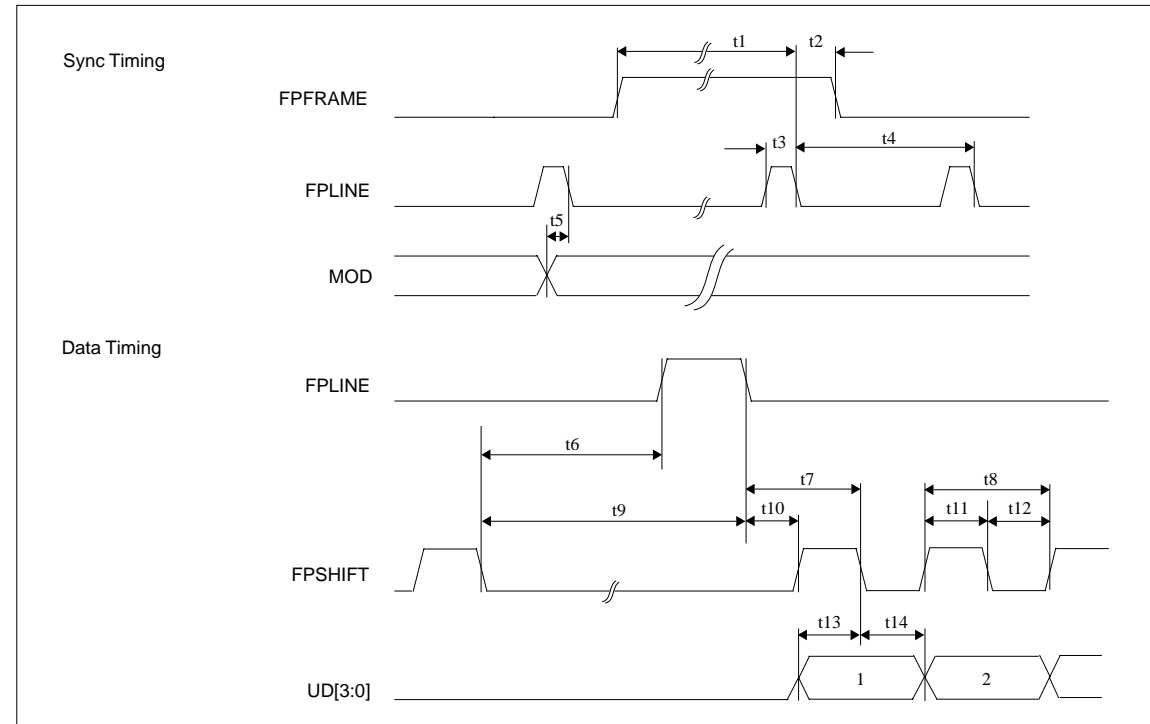 Sync Timing
t1
t2
FPFRAME
t3
t4
FPLINE
t5
MOD
Data Timing
FPLINE
t6
t7
t8
t9
t10
t11
t12
FPSHIFT
t13
t14
UD[3:0]
1
2